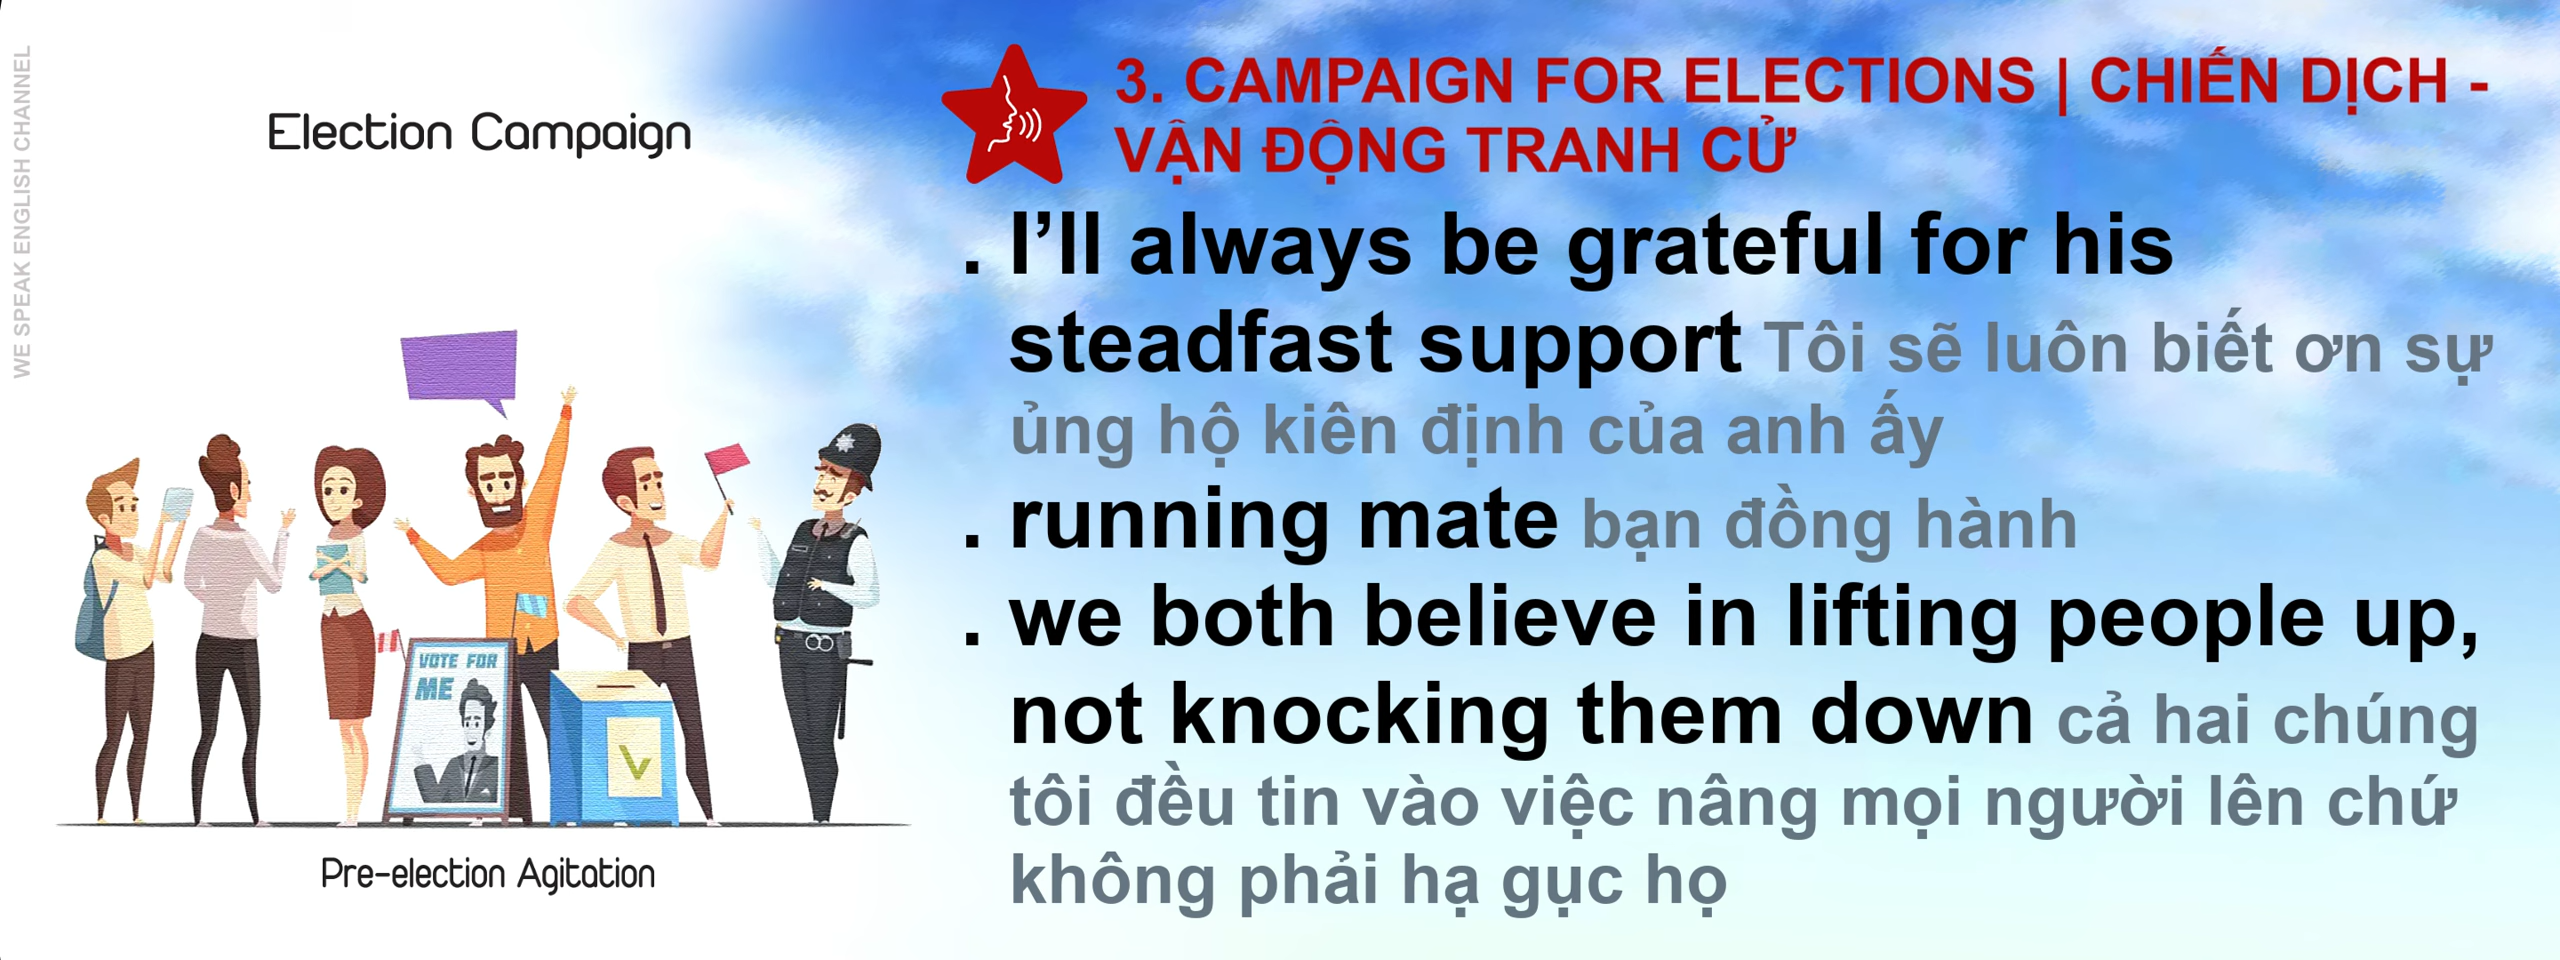 WE SPEAK ENGLISH CHANNEL
Election Campaign
VOTE FOR
ME
V
Pre-election Agitation
3. CAMPAIGN FOR ELECTIONS | CHIẾN DỊCH -
VẬN ĐỘNG TRANH CỬ
. I’ll always be grateful for his
steadfast support Tôi sẽ luôn biết ơn sự
ủng hộ kiên định của anh ấy
. running mate bạn đồng hành
. we both believe in lifting people up,
not knocking them down cả hai chúng
tôi đều tin vào việc nâng mọi người lên chứ
không phải hạ gục họ